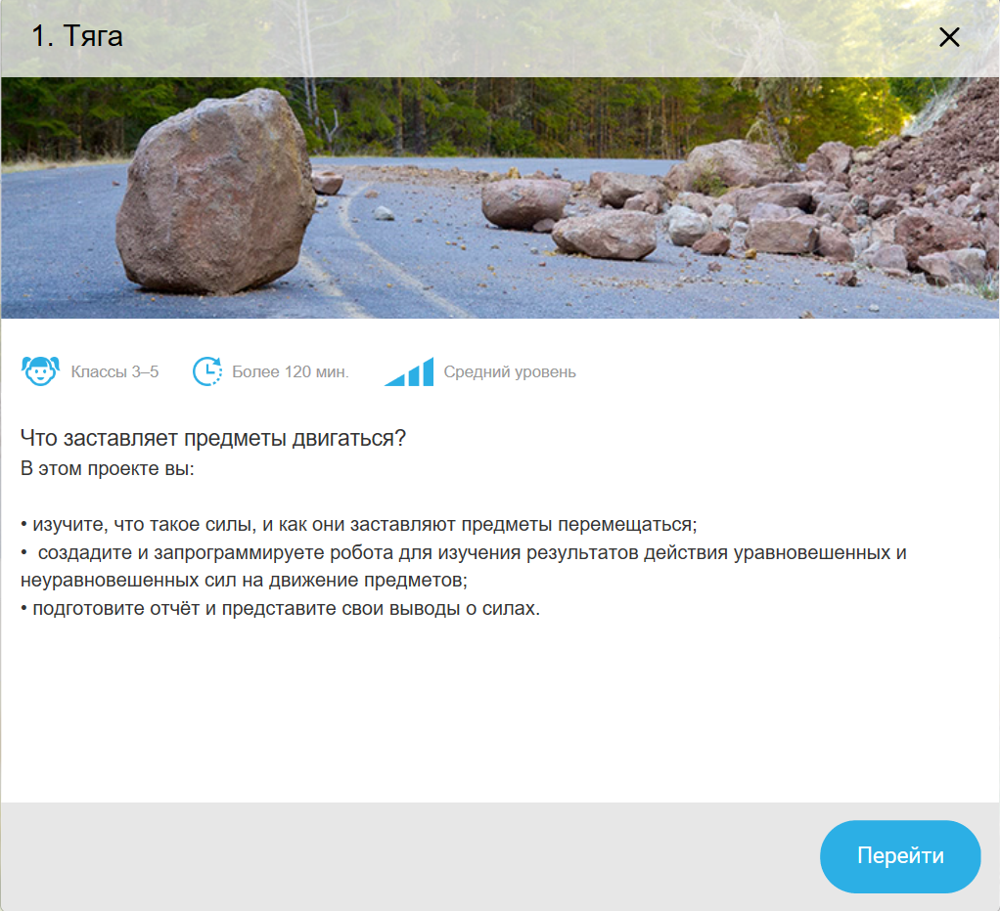 1. Тяга
Классы 3–5
Более 120 мин.
Средний уровень
Что заставляет предметы двигаться?
В этом проекте вы:
• изучите, что такое силы, и как они заставляют предметы перемещаться;
• создадите и запрограммируете робота для изучения результатов действия уравновешенных и
неуравновешенных сил на движение предметов;
• подготовите отчёт и представите свои выводы о силах.
Перейти